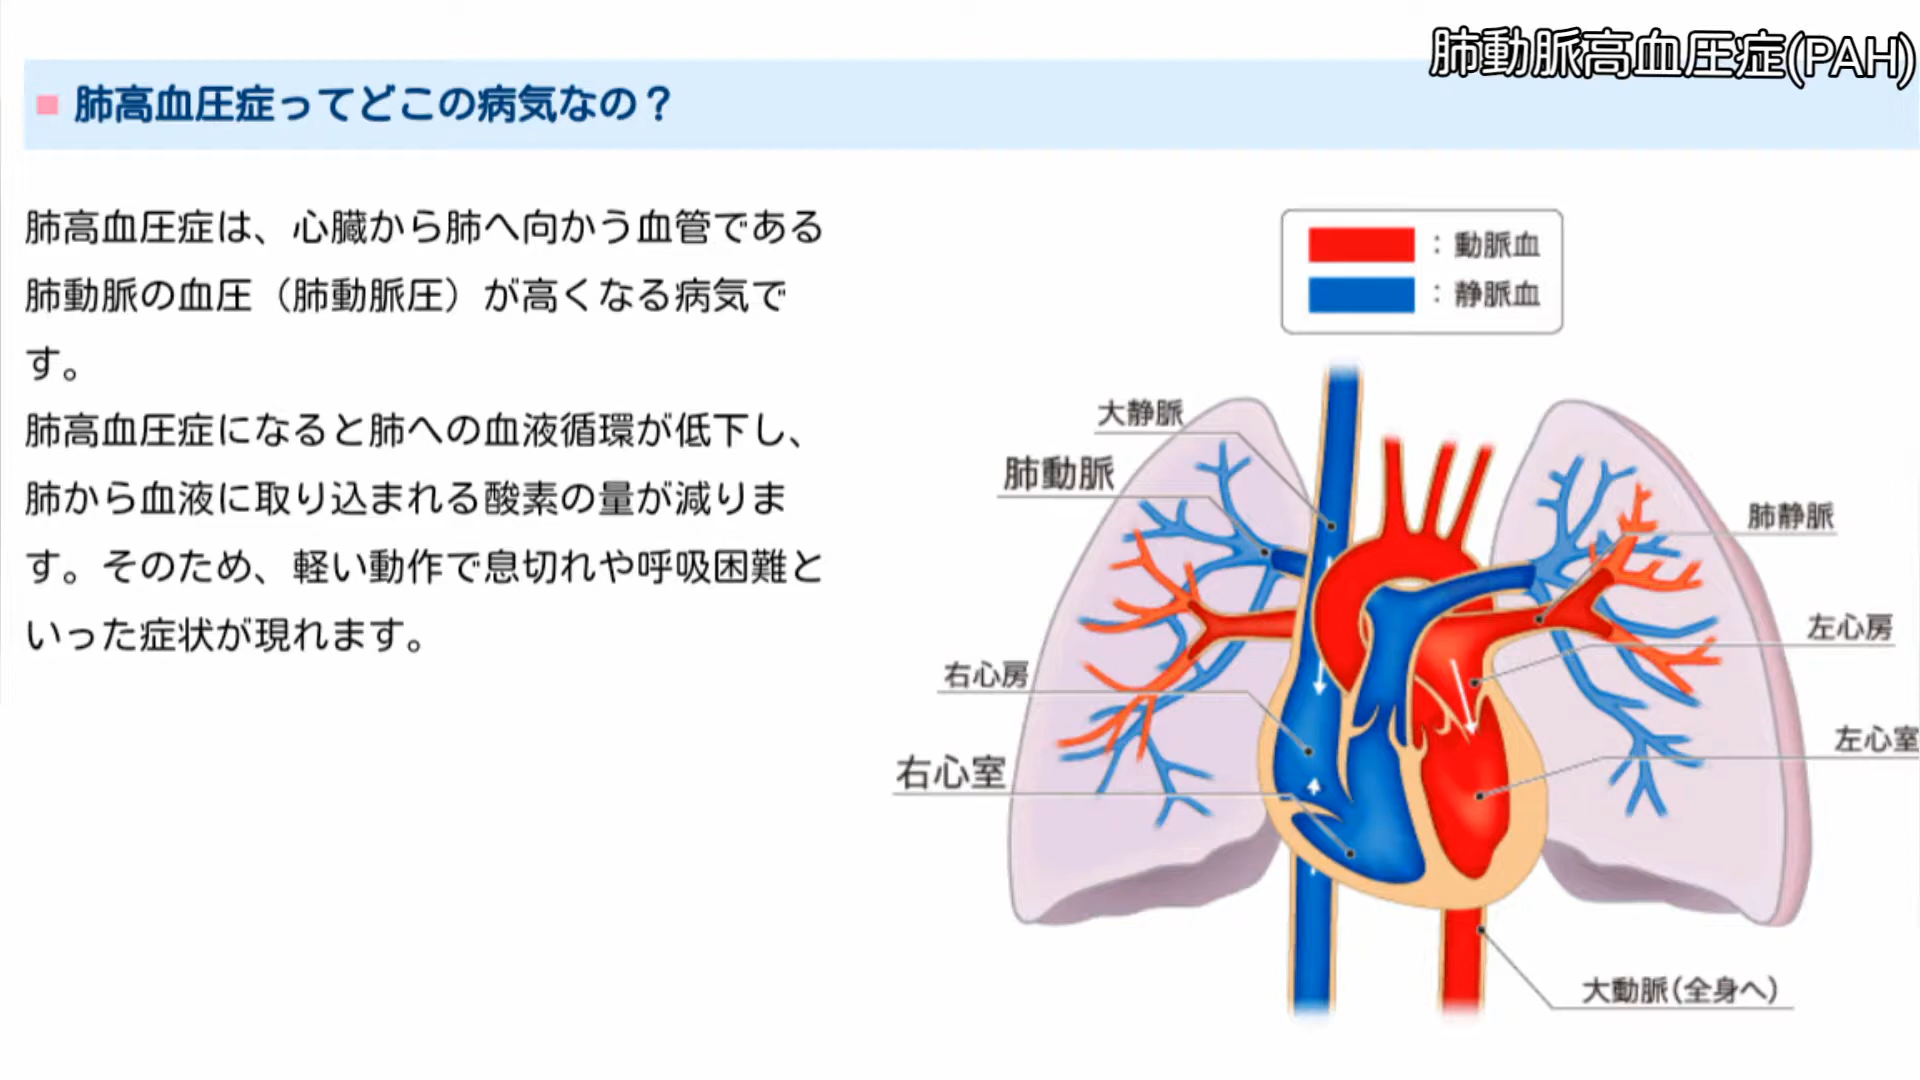 肺動脈高血圧症(PAH)
肺高血圧症ってどこの病気なの？
肺高血圧症は、心臓から肺へ向かう血管である
肺動脈の血圧（肺動脈圧）が高くなる病気で
す。
肺高血圧症になると肺への血液循環が低下し、
肺から血液に取り込まれる酸素の量が減りま
す。そのため、軽い動作で息切れや呼吸困難と
いった症状が現れます。
：動脈血
：静脈血
大静脈
肺動脈
肺静脈
左心房
右心房
左心室
右心室
大動脈(全身へ)